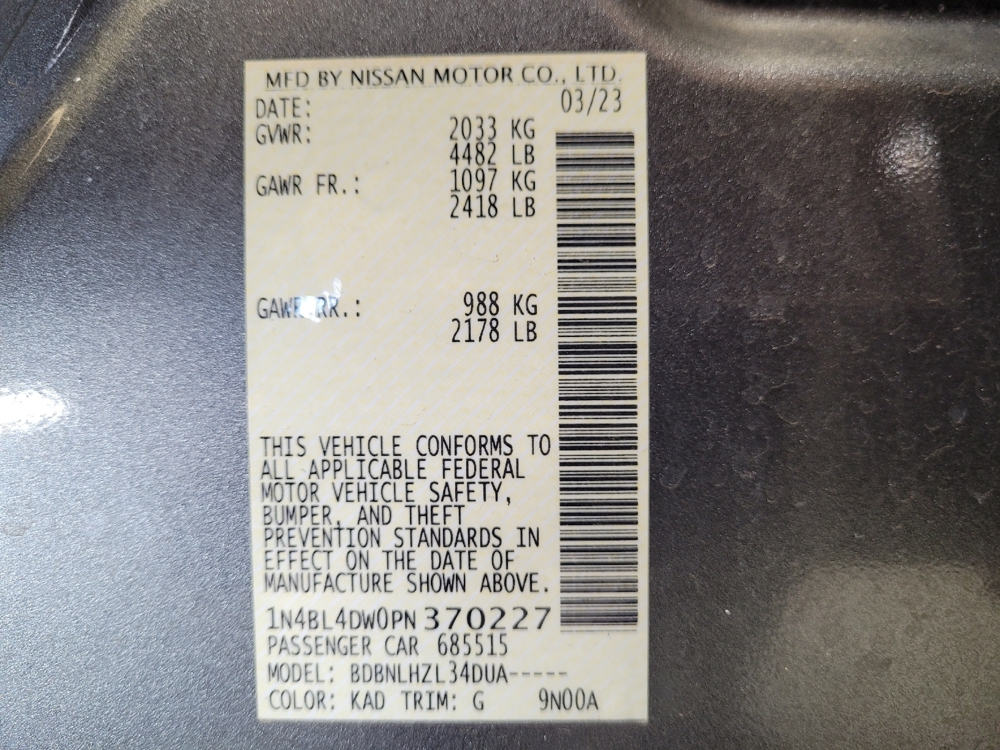 MFD BY NISSAN MOTOR CO., LTD.
DATE: 03/23
GVWR: 2033 KG
4482 LB
GAWR FR.: 1097 KG
2418 LB
GAWR RR.: 988 KG
2178 LB
THIS VEHICLE CONFORMS TO
ALL APPLICABLE FEDERAL
MOTOR VEHICLE SAFETY,
BUMPER, AND THEFT
PREVENTION STANDARDS IN
EFFECT ON THE DATE OF
MANUFACTURE SHOWN ABOVE.
1N4BL4DW0PN370227
PASSENGER CAR 685515
MODEL: BDBNLHZL34DUA-----
COLOR: KAD TRIM: G 9N00A